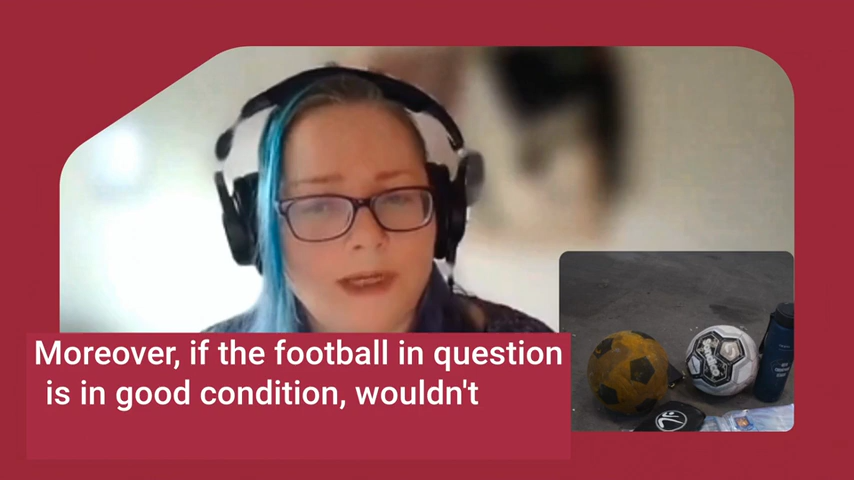 Moreover, if the football in question
is in good condition, wouldn't